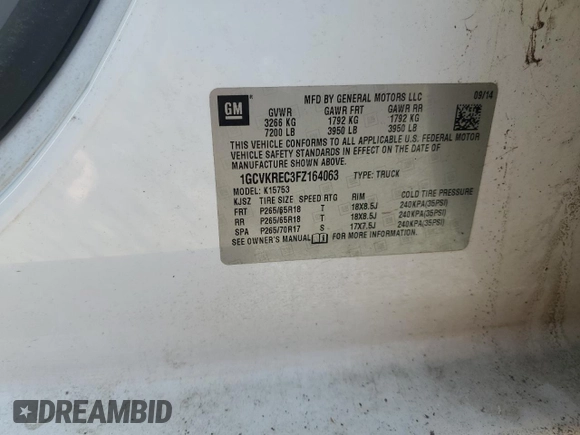 GM
MFD BY GENERAL MOTORS LLC
09/14
GVWR GAWR FRT GAWR RR
3266 KG 1792 KG 1792 KG
7200 LB 3950 LB 3950 LB
THIS VEHICLE CONFORMS TO ALL APPLICABLE U.S. FEDERAL MOTOR
VEHICLE SAFETY STANDARDS IN EFFECT ON THE DATE OF
MANUFACTURE SHOWN ABOVE.
1GCVKREC3FZ164063 TYPE: TRUCK
MODEL: K15753
KJSZ TIRE SIZE SPEED RTG RIM COLD TIRE PRESSURE
FRT P265/65R18 T 18X8.5J 240KPA(35PSI)
RR P265/65R18 T 18X8.5J 240KPA(35PSI)
SPA P265/70R17 S 17X7.5J 240KPA(35PSI)
SEE OWNER'S MANUAL FOR MORE INFORMATION.
DREAMBID